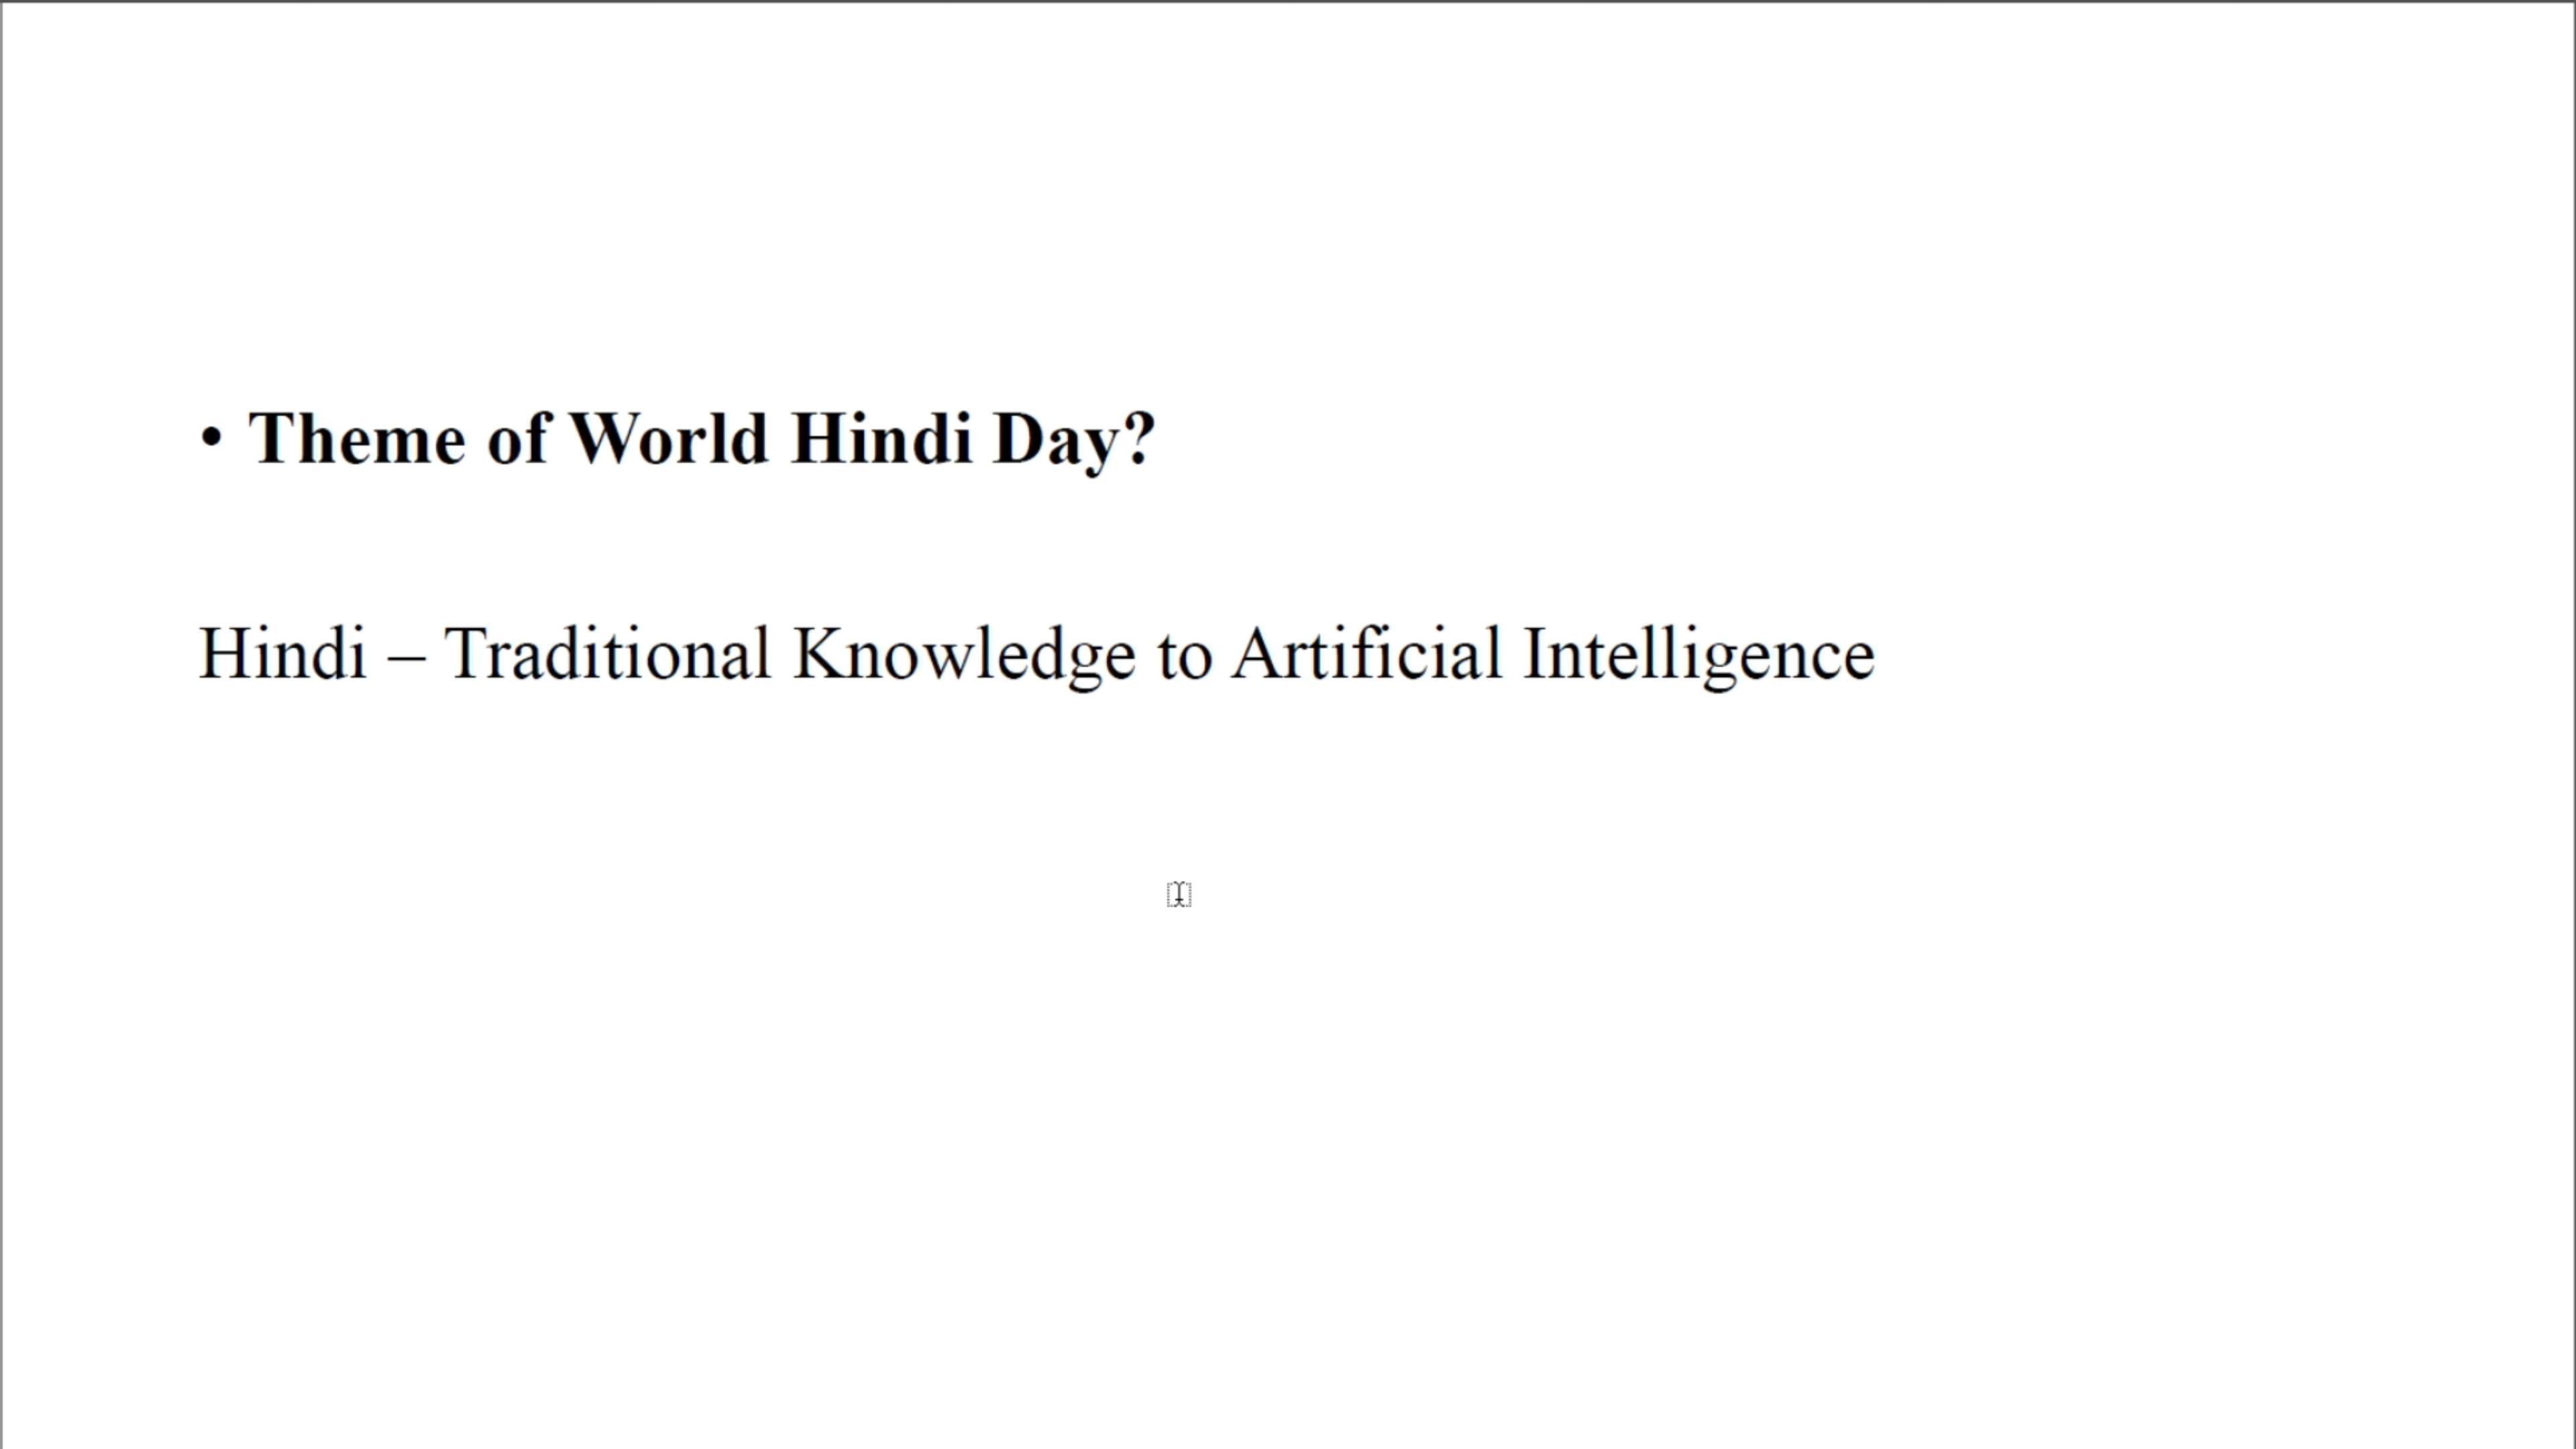 • Theme of World Hindi Day?
Hindi – Traditional Knowledge to Artificial Intelligence